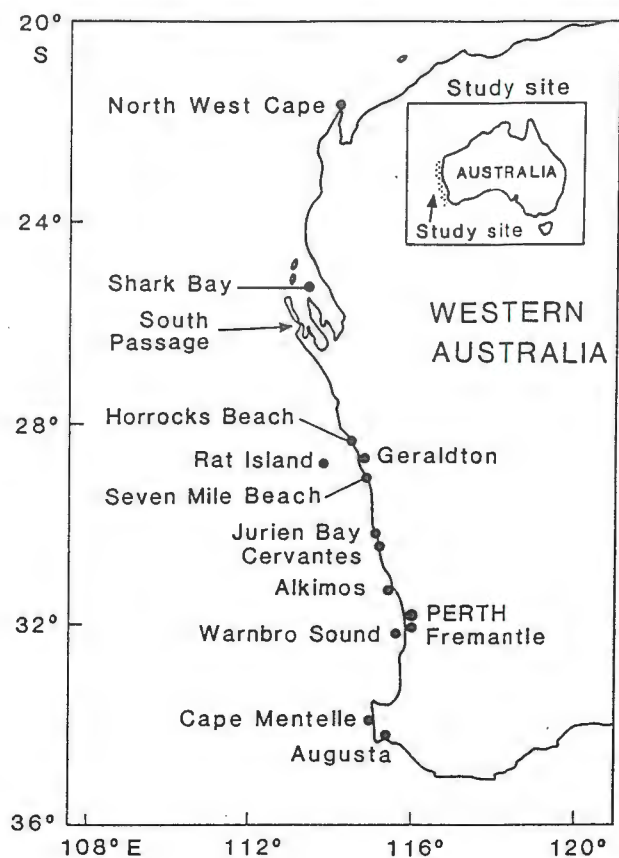 20°
S
North West Cape
Study site
AUSTRALIA
Study site
24°
Shark Bay
South
Passage
WESTERN
AUSTRALIA
28°
Horrocks Beach
Rat Island
Geraldton
Seven Mile Beach
Jurien Bay
Cervantes
Alkimos
32°
PERTH
Fremantle
Warnbro Sound
Cape Mentelle
Augusta
36°
108° E
112°
116°
120°